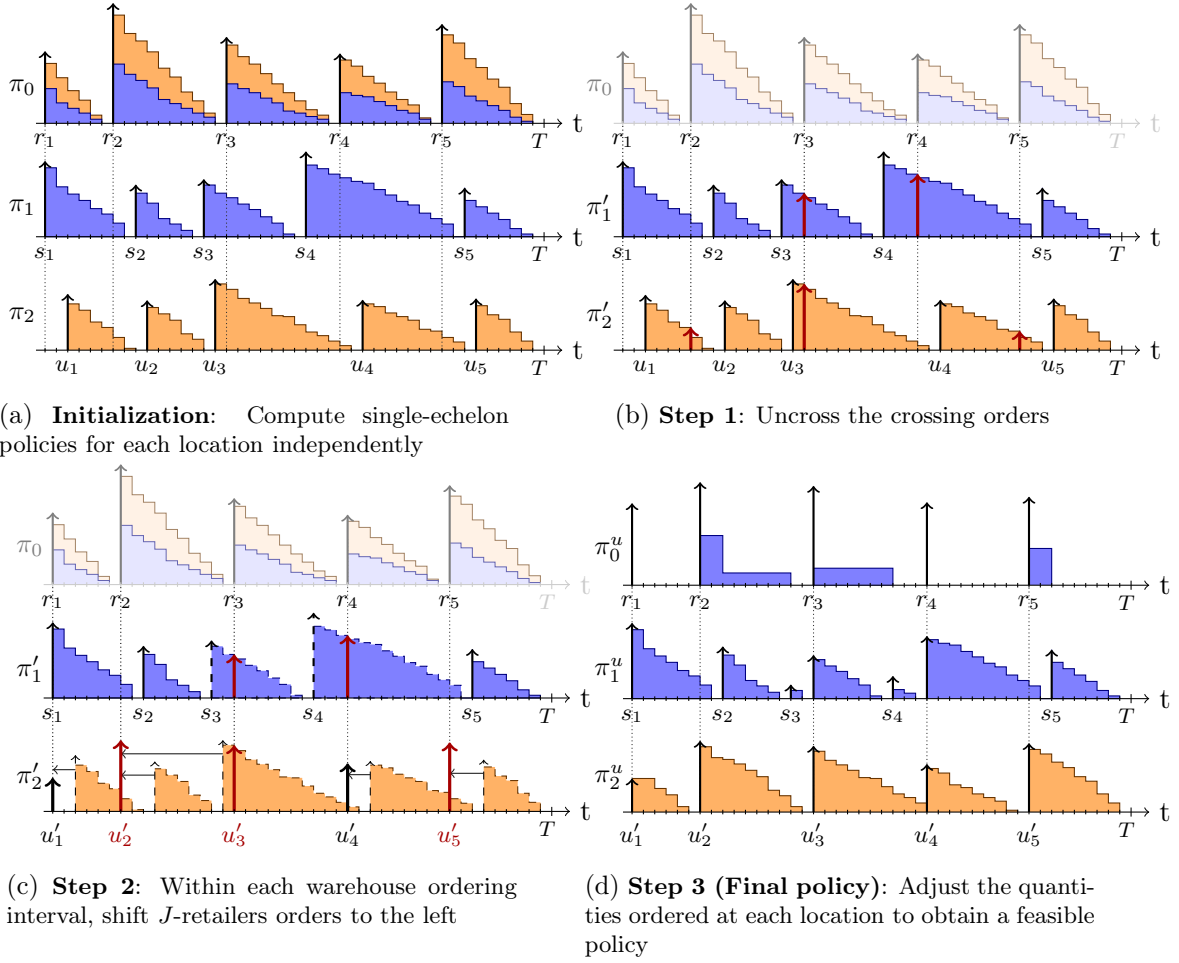 π₀ t π₀ t
r₁ r₂ r₃ r₄ r₅ T r₁ r₂ r₃ r₄ r₅ T
π₁ t π′₁ t
s₁ s₂ s₃ s₄ s₅ T s₁ s₂ s₃ s₄ s₅ T
π₂ t π′₂ t
u₁ u₂ u₃ u₄ u₅ T u₁ u₂ u₃ u₄ u₅ T
(a) Initialization: Compute single-echelon
policies for each location independently
(b) Step 1: Uncross the crossing orders
π₀ t π₀ᵘ t
r₁ r₂ r₃ r₄ r₅ T r₁ r₂ r₃ r₄ r₅ T
π′₁ t π₁ᵘ t
s₁ s₂ s₃ s₄ s₅ T s₁ s₂ s₃ s₄ s₅ T
π′₂ t π₂ᵘ t
u′₁ u′₂ u′₃ u′₄ u′₅ T u′₁ u′₂ u′₃ u′₄ u′₅ T
(c) Step 2: Within each warehouse ordering
interval, shift J-retailers orders to the left
(d) Step 3 (Final policy): Adjust the quanti-
ties ordered at each location to obtain a feasible
policy